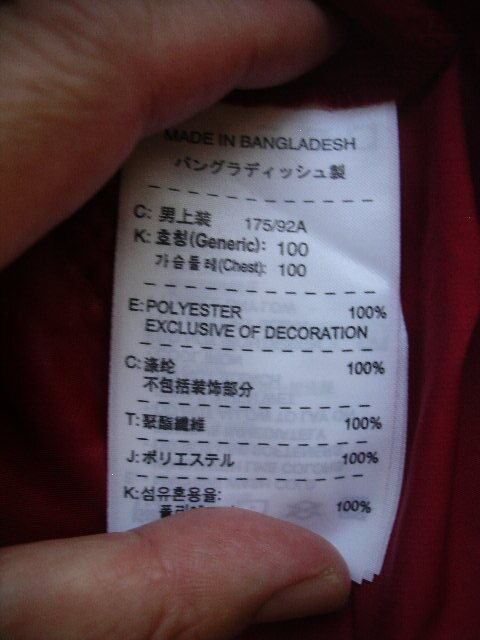 MADE IN BANGLADESH
バングラディッシュ製
C: 男上装 175/92A
K: 호칭(Generic): 100
가슴둘레(Chest): 100
E: POLYESTER 100%
EXCLUSIVE OF DECORATION
C: 涤纶 100%
不包括装饰部分
T: 聚酯纖維 100%
J: ポリエステル 100%
K: 섬유혼용율:
100%